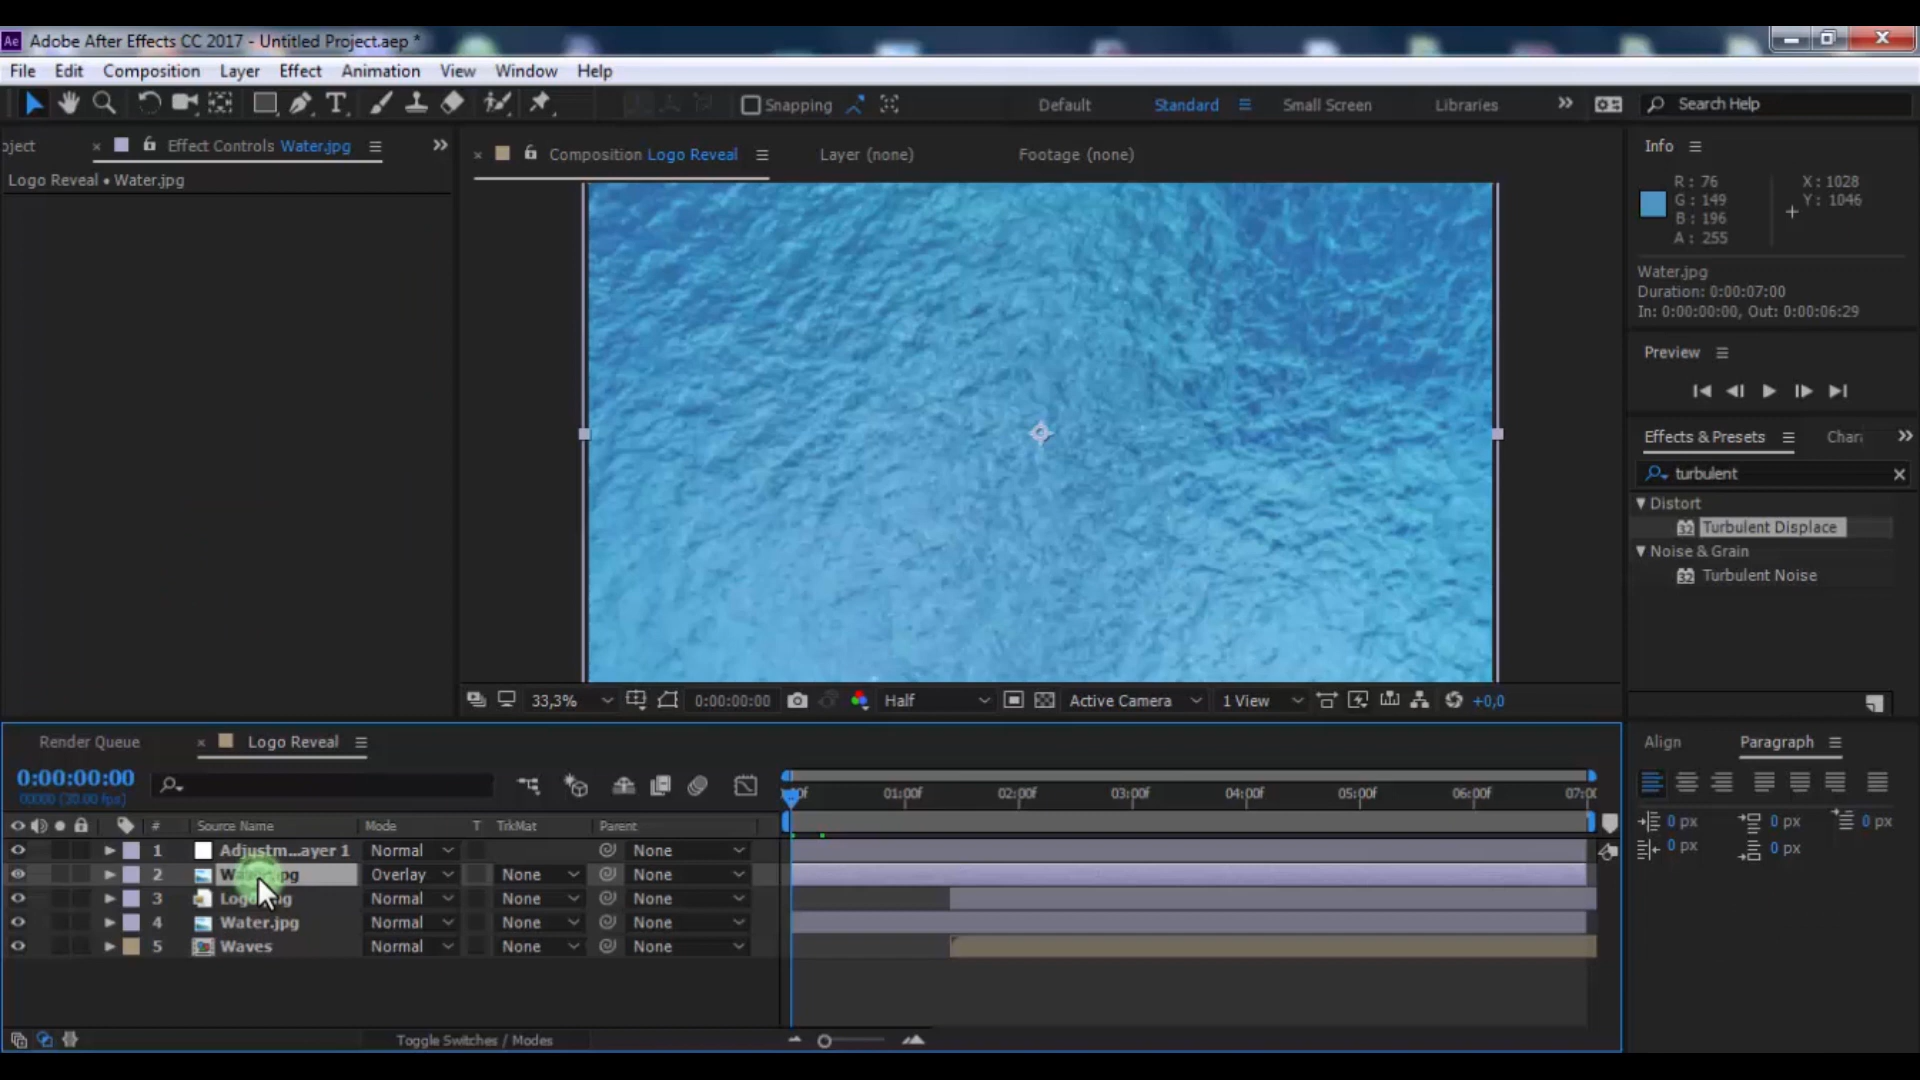 Ae Adobe After Effects CC 2017 - Untitled Project.aep *
File Edit Composition Layer Effect Animation View Window Help
Snapping Default Standard Small Screen Libraries Search Help
oject Effect Controls Water.jpg
Logo Reveal • Water.jpg
Composition Logo Reveal Layer (none) Footage (none)
Info
R : 76 X : 1028
G : 149 Y : 1046
B : 196
A : 255
Water.jpg
Duration: 0:00:07:00
In: 0:00:00:00, Out: 0:00:06:29
Preview
Effects & Presets
turbulent
Distort
32 Turbulent Displace
Noise & Grain
32 Turbulent Noise
33,3% 0:00:00:00 Half Active Camera 1 View +0,0
Render Queue Logo Reveal
0:00:00:00
00000 (30.00 fps)
01:00f 02:00f 03:00f 04:00f 05:00f 06:00f
# Source Name Mode T TrkMat Parent
1 Adjustm...ayer 1 Normal None
2 Overlay None None
3 Normal None None
4 Water.jpg Normal None None
5 Waves Normal None None
Toggle Switches / Modes
Align Paragraph
0 px 0 px 0 px
0 px 0 px